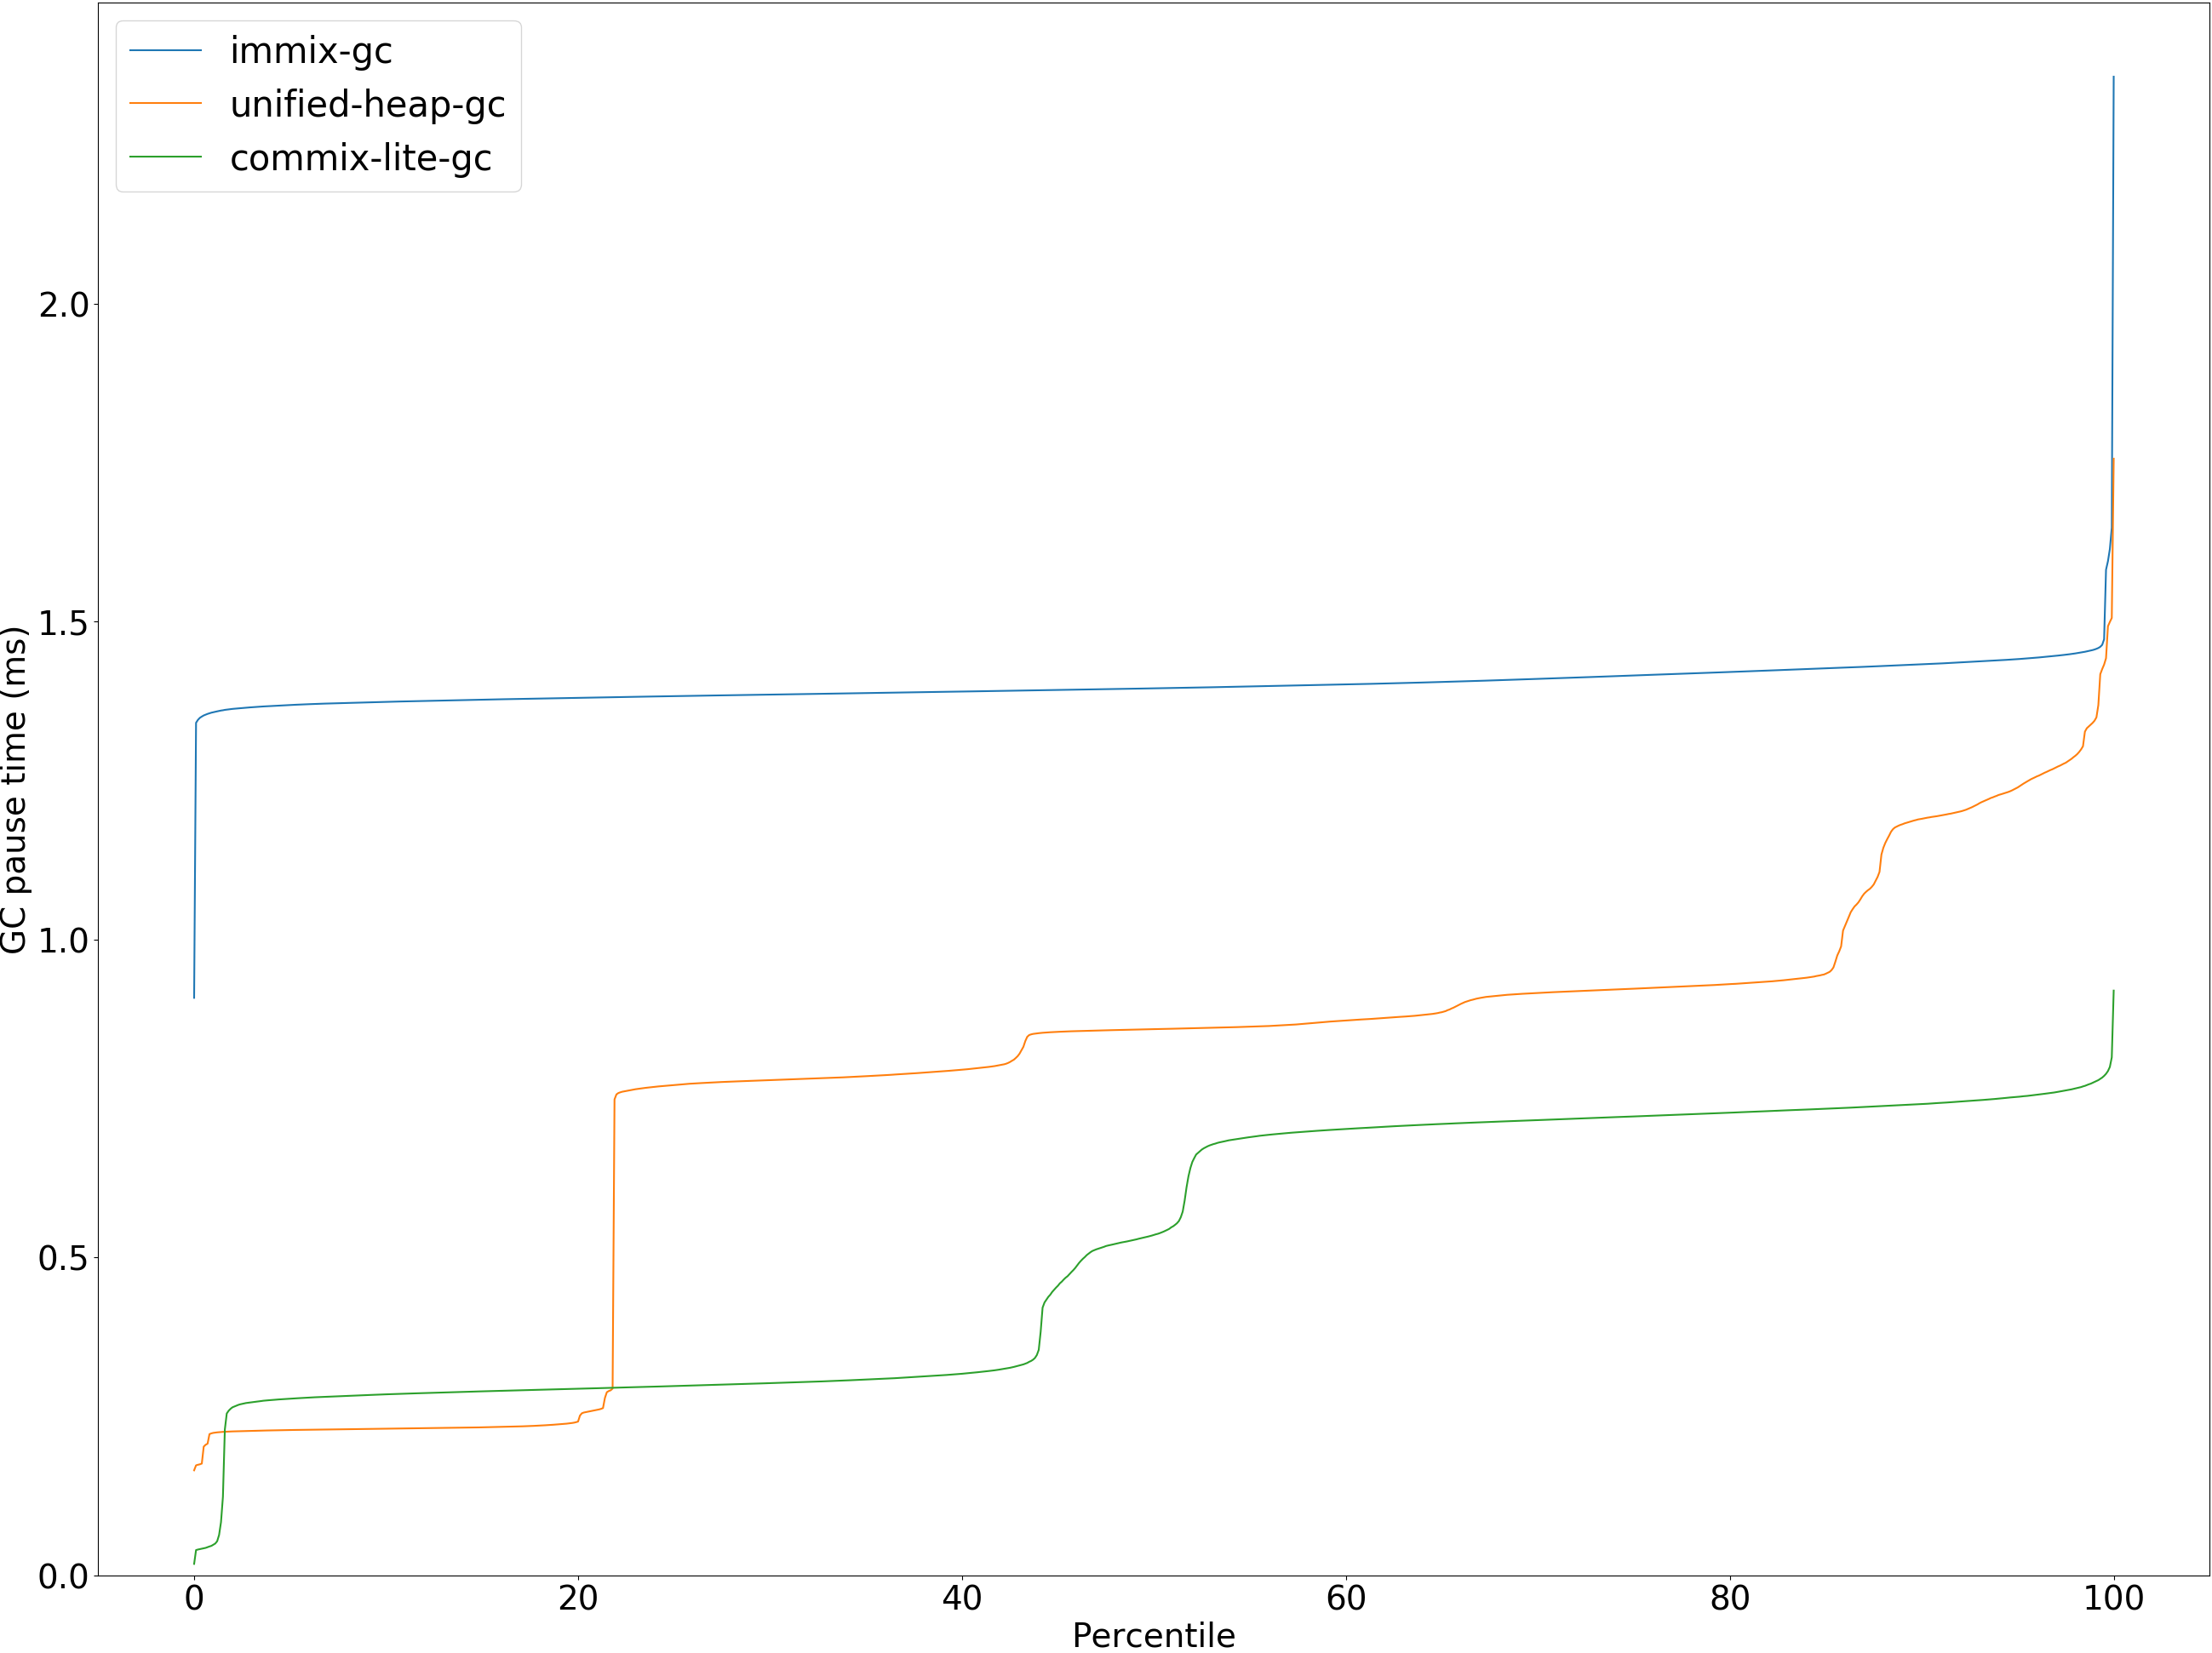 immix-gc
unified-heap-gc
commix-lite-gc
GC pause time (ms)
2.0
1.5
1.0
0.5
0.0
0 20 40 60 80 100
Percentile